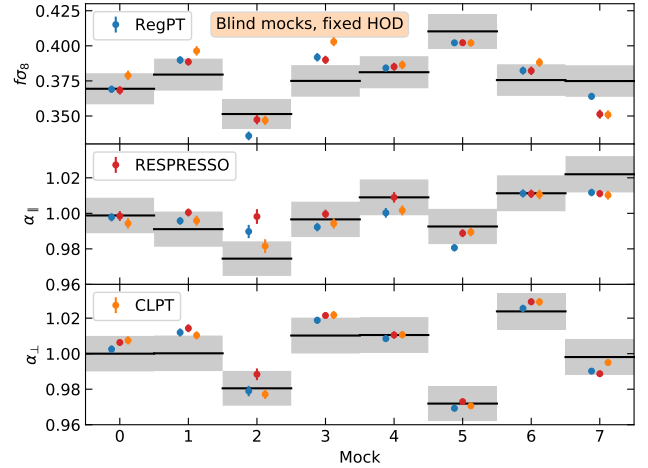 RegPT
Blind mocks, fixed HOD
fσ₈
0.425
0.400
0.375
0.350
RESPRESSO
α∥
1.02
1.00
0.98
0.96
CLPT
α⊥
1.02
1.00
0.98
0.96
0 1 2 3 4 5 6 7
Mock